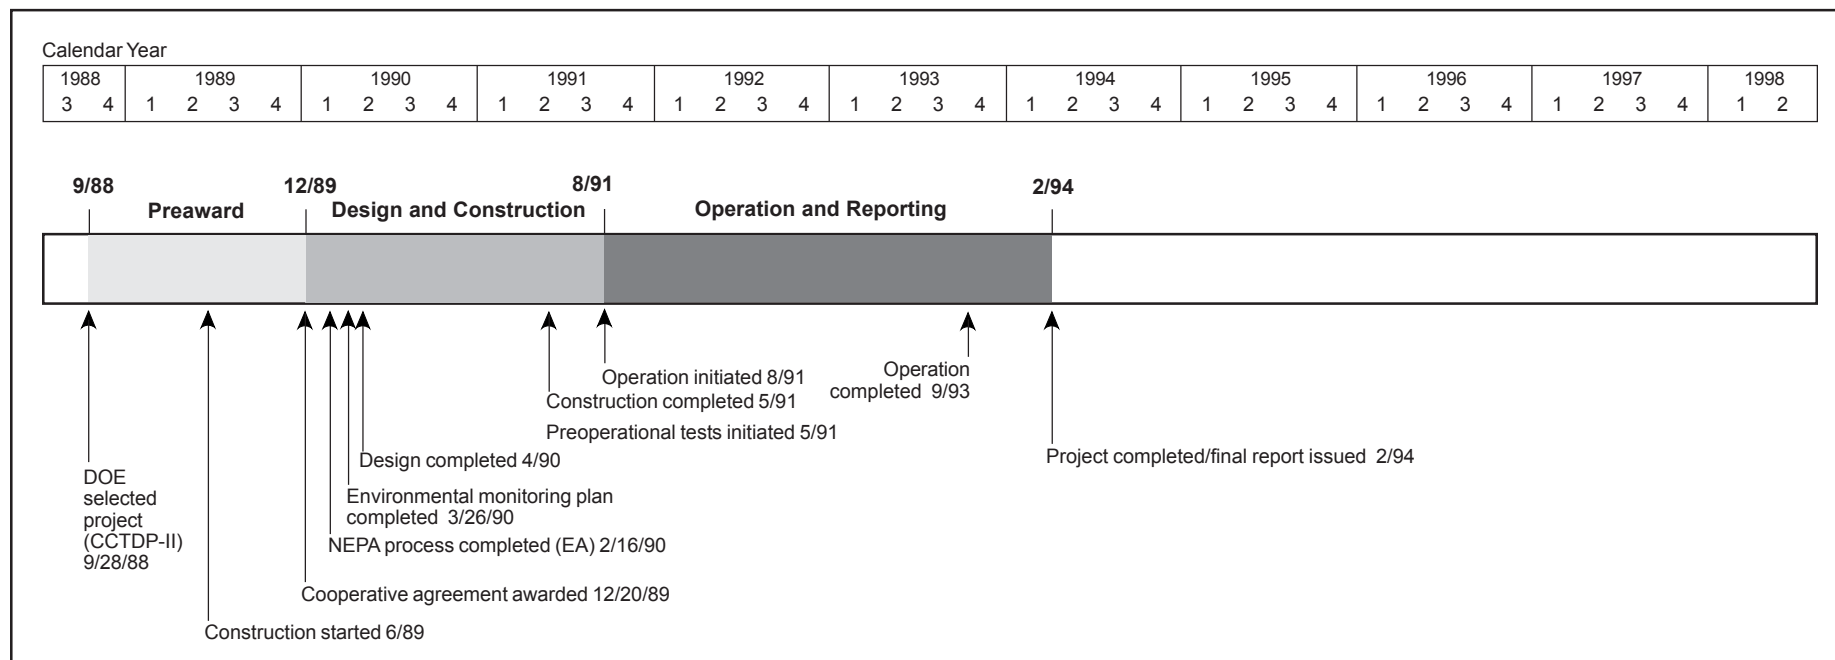 Calendar Year
1988 1989 1990 1991 1992 1993 1994 1995 1996 1997 1998
3 4 1 2 3 4 1 2 3 4 1 2 3 4 1 2 3 4 1 2 3 4 1 2 3 4 1 2 3 4 1 2 3 4 1 2 3 4 1 2
9/88 12/89 8/91 2/94
Preaward Design and Construction Operation and Reporting
Operation initiated 8/91
Operation
completed 9/93
Construction completed 5/91
Preoperational tests initiated 5/91
Project completed/final report issued 2/94
Design completed 4/90
DOE
selected
project
(CCTDP-II)
9/28/88
Environmental monitoring plan
completed 3/26/90
NEPA process completed (EA) 2/16/90
Cooperative agreement awarded 12/20/89
Construction started 6/89